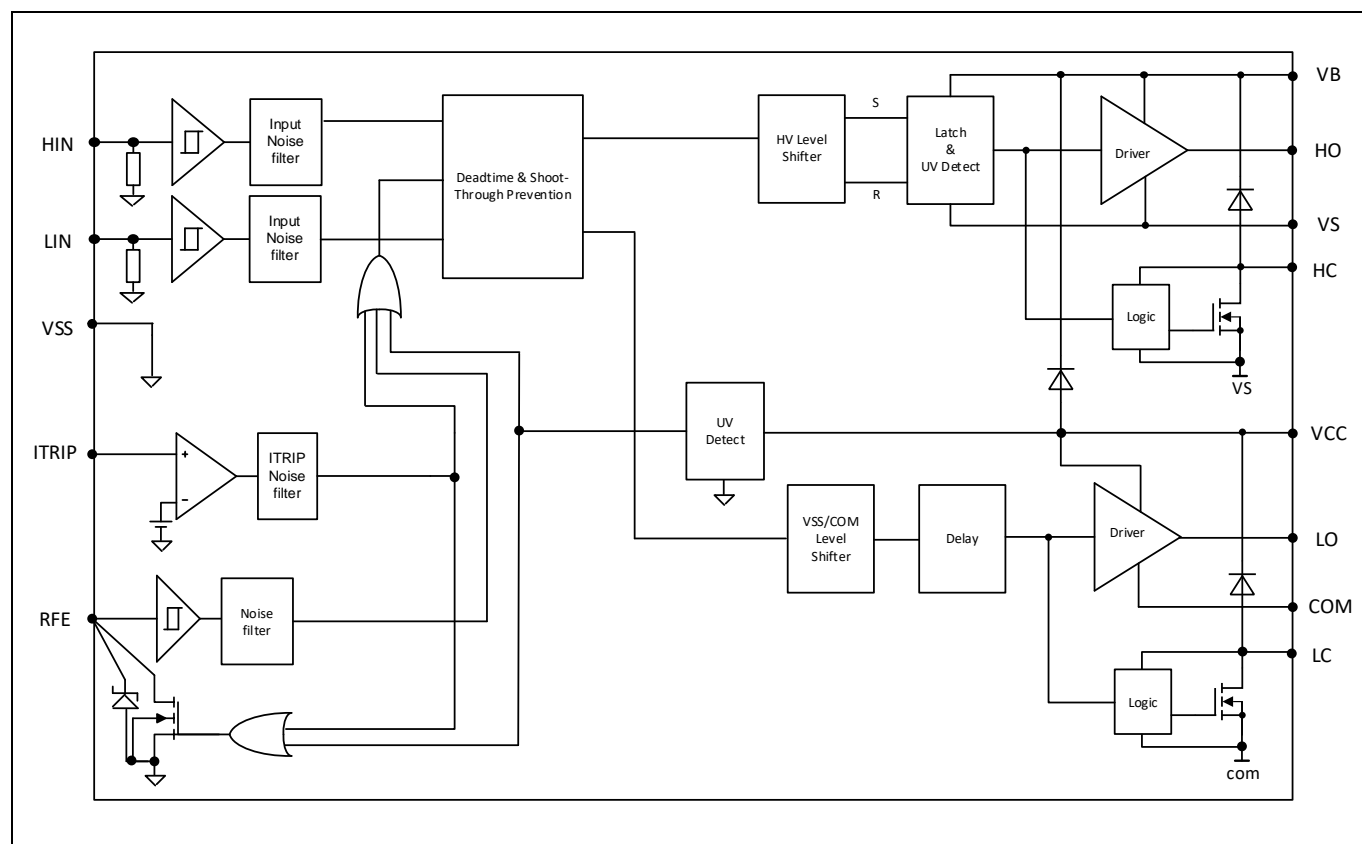 VB
HIN
Input
Noise
filter
Deadtime & Shoot-
Through Prevention
HV Level
Shifter
S
R
Latch
&
UV Detect
Driver
HO
LIN
Input
Noise
filter
VS
HC
Logic
VS
VSS
UV
Detect
VCC
ITRIP
+
-
ITRIP
Noise
filter
VSS/COM
Level
Shifter
Delay
Driver
LO
RFE
Noise
filter
COM
LC
Logic
com